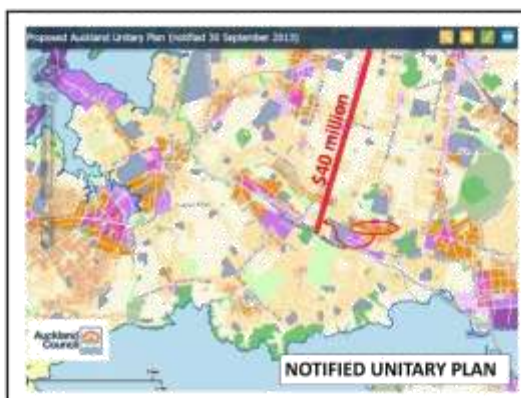 Proposed Auckland Unitary Plan (notified 30 September 2013)
$40 million
Auckland
Council
NOTIFIED UNITARY PLAN